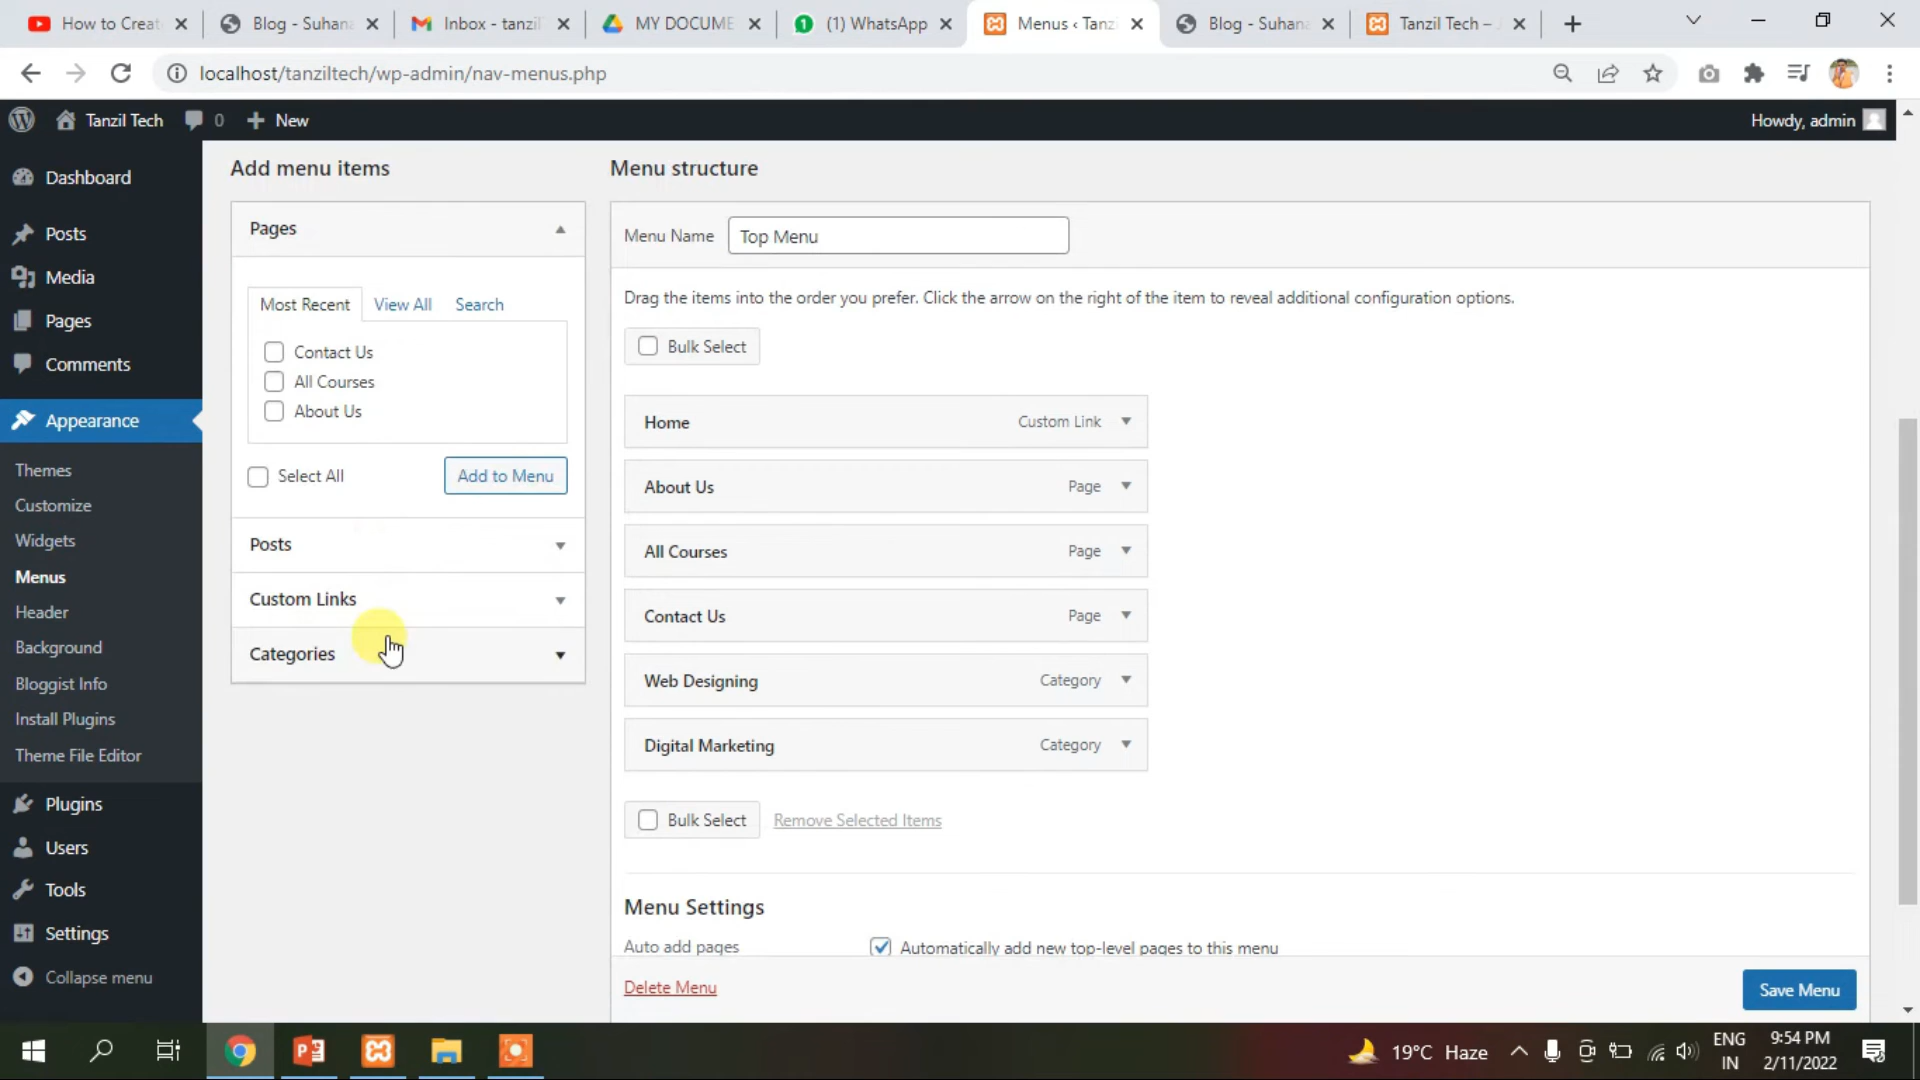 How to Creat
Blog - Suhana
Inbox - tanzil
MY DOCUME
(1) WhatsApp
Menus ‹ Tanz
Blog - Suhana
Tanzil Tech –
localhost/tanziltech/wp-admin/nav-menus.php
Tanzil Tech
0
New
Howdy, admin
Dashboard
Posts
Media
Pages
Comments
Appearance
Themes
Customize
Widgets
Menus
Header
Background
Bloggist Info
Install Plugins
Theme File Editor
Plugins
Users
Tools
Settings
Collapse menu
Add menu items
Pages
Most Recent View All Search
Contact Us
All Courses
About Us
Select All
Add to Menu
Posts
Custom Links
Categories
Menu structure
Menu Name Top Menu
Drag the items into the order you prefer. Click the arrow on the right of the item to reveal additional configuration options.
Bulk Select
Home Custom Link
About Us Page
All Courses Page
Contact Us Page
Web Designing Category
Digital Marketing Category
Bulk Select Remove Selected Items
Menu Settings
Auto add pages Automatically add new top-level pages to this menu
Delete Menu
Save Menu
19°C Haze
ENG
IN
9:54 PM
2/11/2022